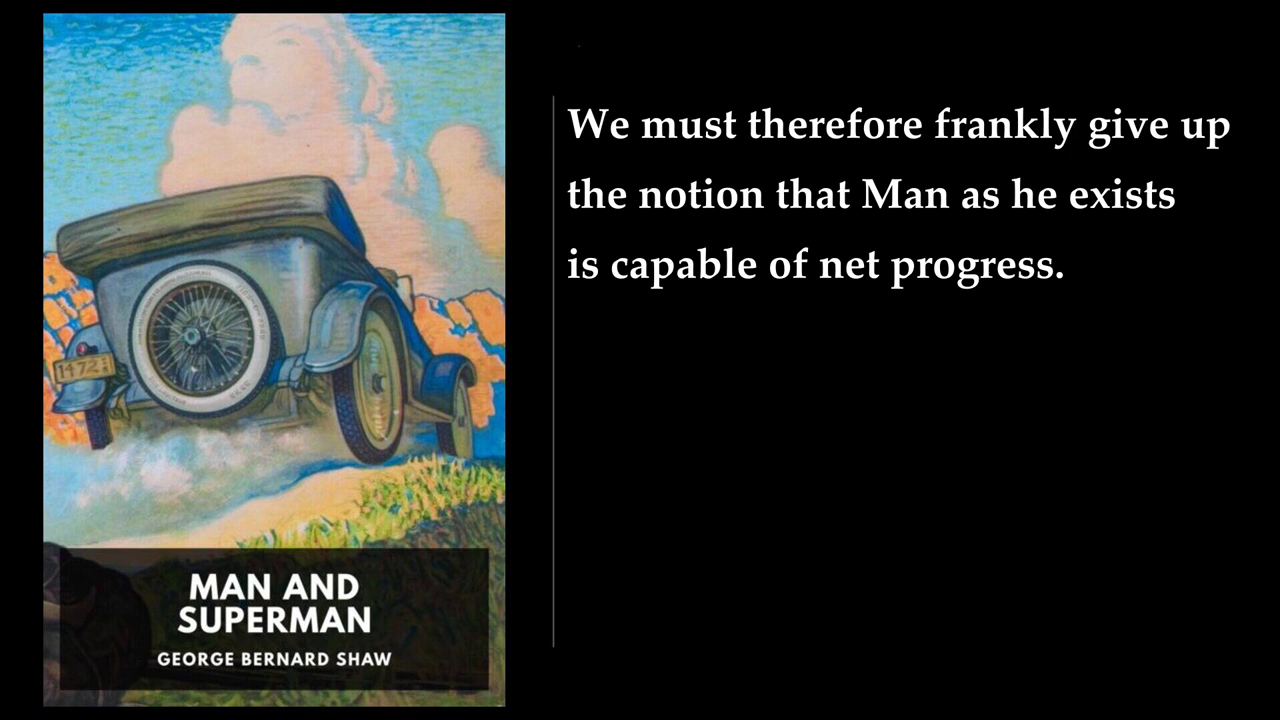 We must therefore frankly give up
the notion that Man as he exists
is capable of net progress.
1472
MAN AND
SUPERMAN
GEORGE BERNARD SHAW